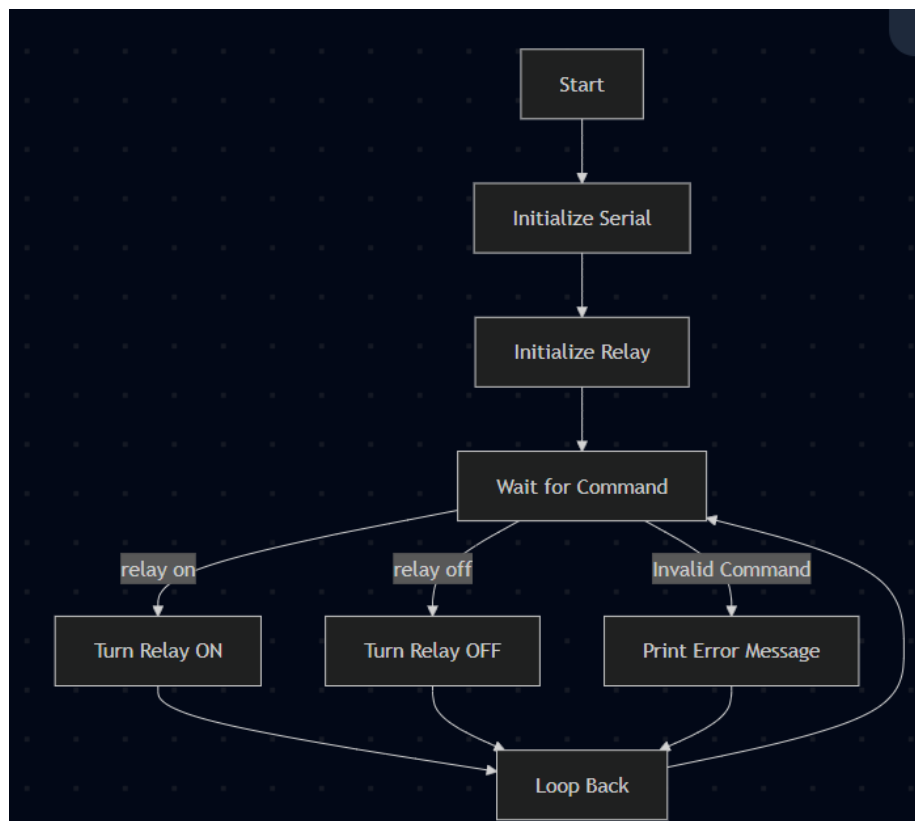 Start
Initialize Serial
Initialize Relay
Wait for Command
relay on
relay off
Invalid Command
Turn Relay ON
Turn Relay OFF
Print Error Message
Loop Back